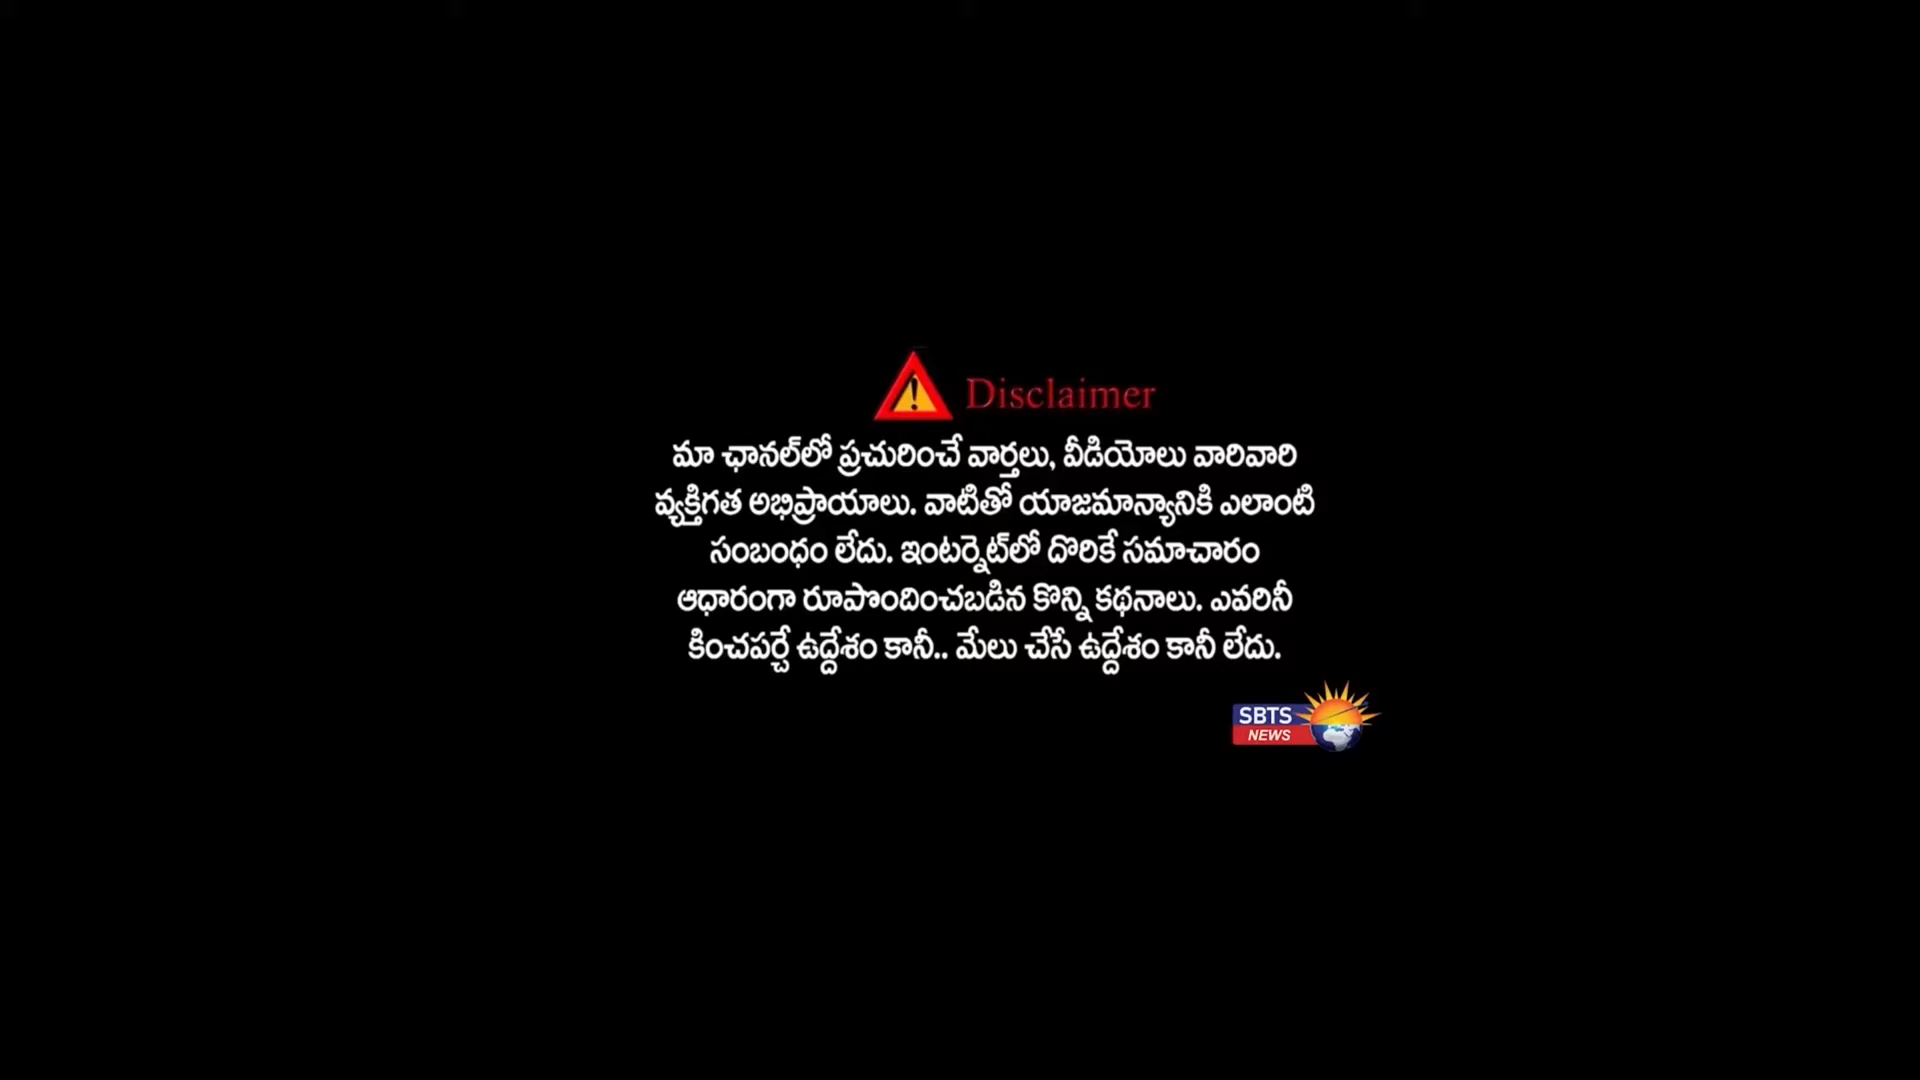 Disclaimer
మా ఛానల్‌లో ప్రచురించే వార్తలు, వీడియోలు వారివారి
వ్యక్తిగత అభిప్రాయాలు. వాటితో యాజమాన్యానికి ఎలాంటి
సంబంధం లేదు. ఇంటర్నెట్‌లో దొరికే సమాచారం
ఆధారంగా రూపొందించబడిన కొన్ని కథనాలు. ఎవరినీ
కించపర్చే ఉద్దేశం కానీ.. మేలు చేసే ఉద్దేశం కానీ లేదు.
SBTS
NEWS